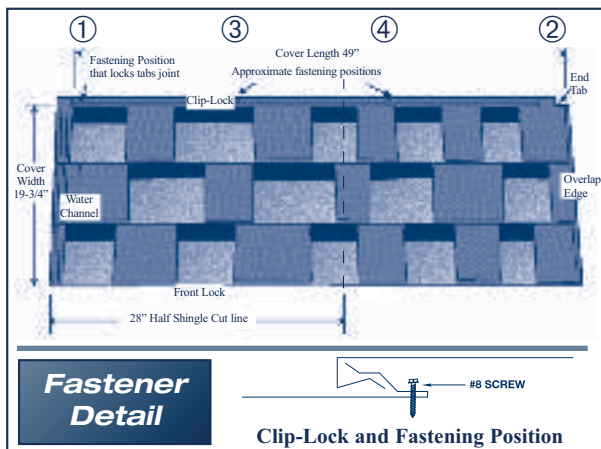 ① ③ ④ ②
Cover Length 49”
Fastening Position
that locks tabs joint
Approximate fastening positions
End
Tab
Clip-Lock
Cover
Width
19-3/4”
Water
Channel
Overlap
Edge
Front Lock
28” Half Shingle Cut line
Fastener
Detail
#8 SCREW
Clip-Lock and Fastening Position